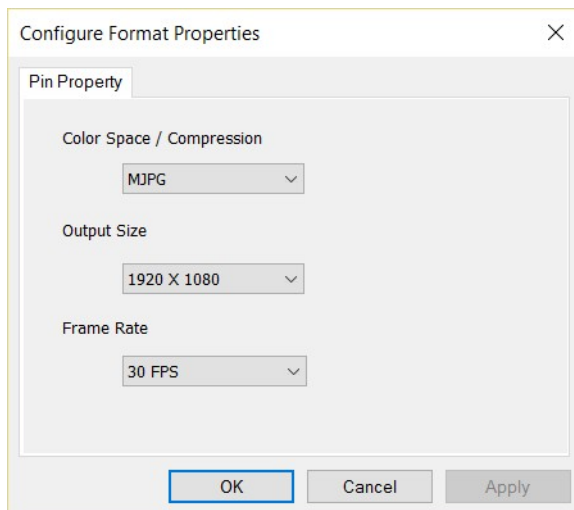 Configure Format Properties
Pin Property
Color Space / Compression
MJPG
Output Size
1920 X 1080
Frame Rate
30 FPS
OK Cancel Apply